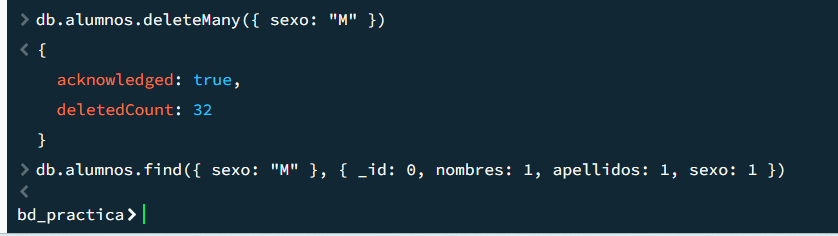 > db.alumnos.deleteMany({ sexo: "M" })
< {
acknowledged: true,
deletedCount: 32
}
> db.alumnos.find({ sexo: "M" }, { _id: 0, nombres: 1, apellidos: 1, sexo: 1 })
<
bd_practica>